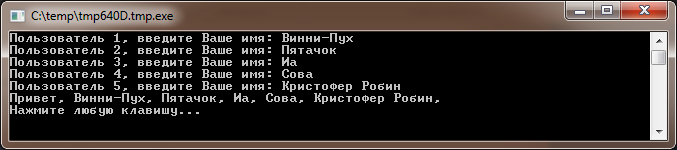 C:\temp\tmp640D.tmp.exe
Пользователь 1, введите Ваше имя: Винни-Пух
Пользователь 2, введите Ваше имя: Пятачок
Пользователь 3, введите Ваше имя: Иа
Пользователь 4, введите Ваше имя: Сова
Пользователь 5, введите Ваше имя: Кристофер Робин
Привет, Винни-Пух, Пятачок, Иа, Сова, Кристофер Робин,
Нажмите любую клавишу...